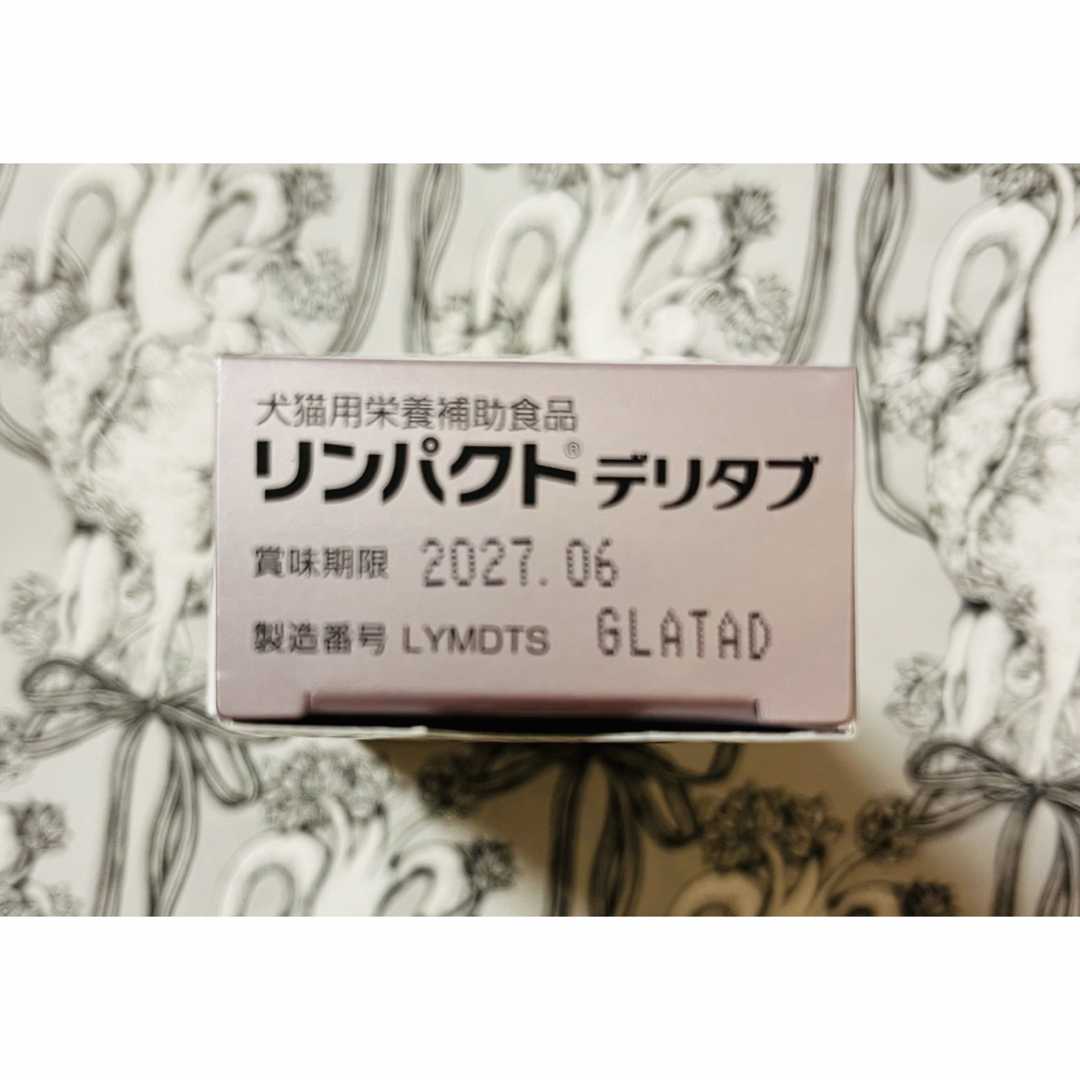 犬猫用栄養補助食品
リンパクト® デリタブ
賞味期限 2027.06
製造番号 LYMDTS GLATAD